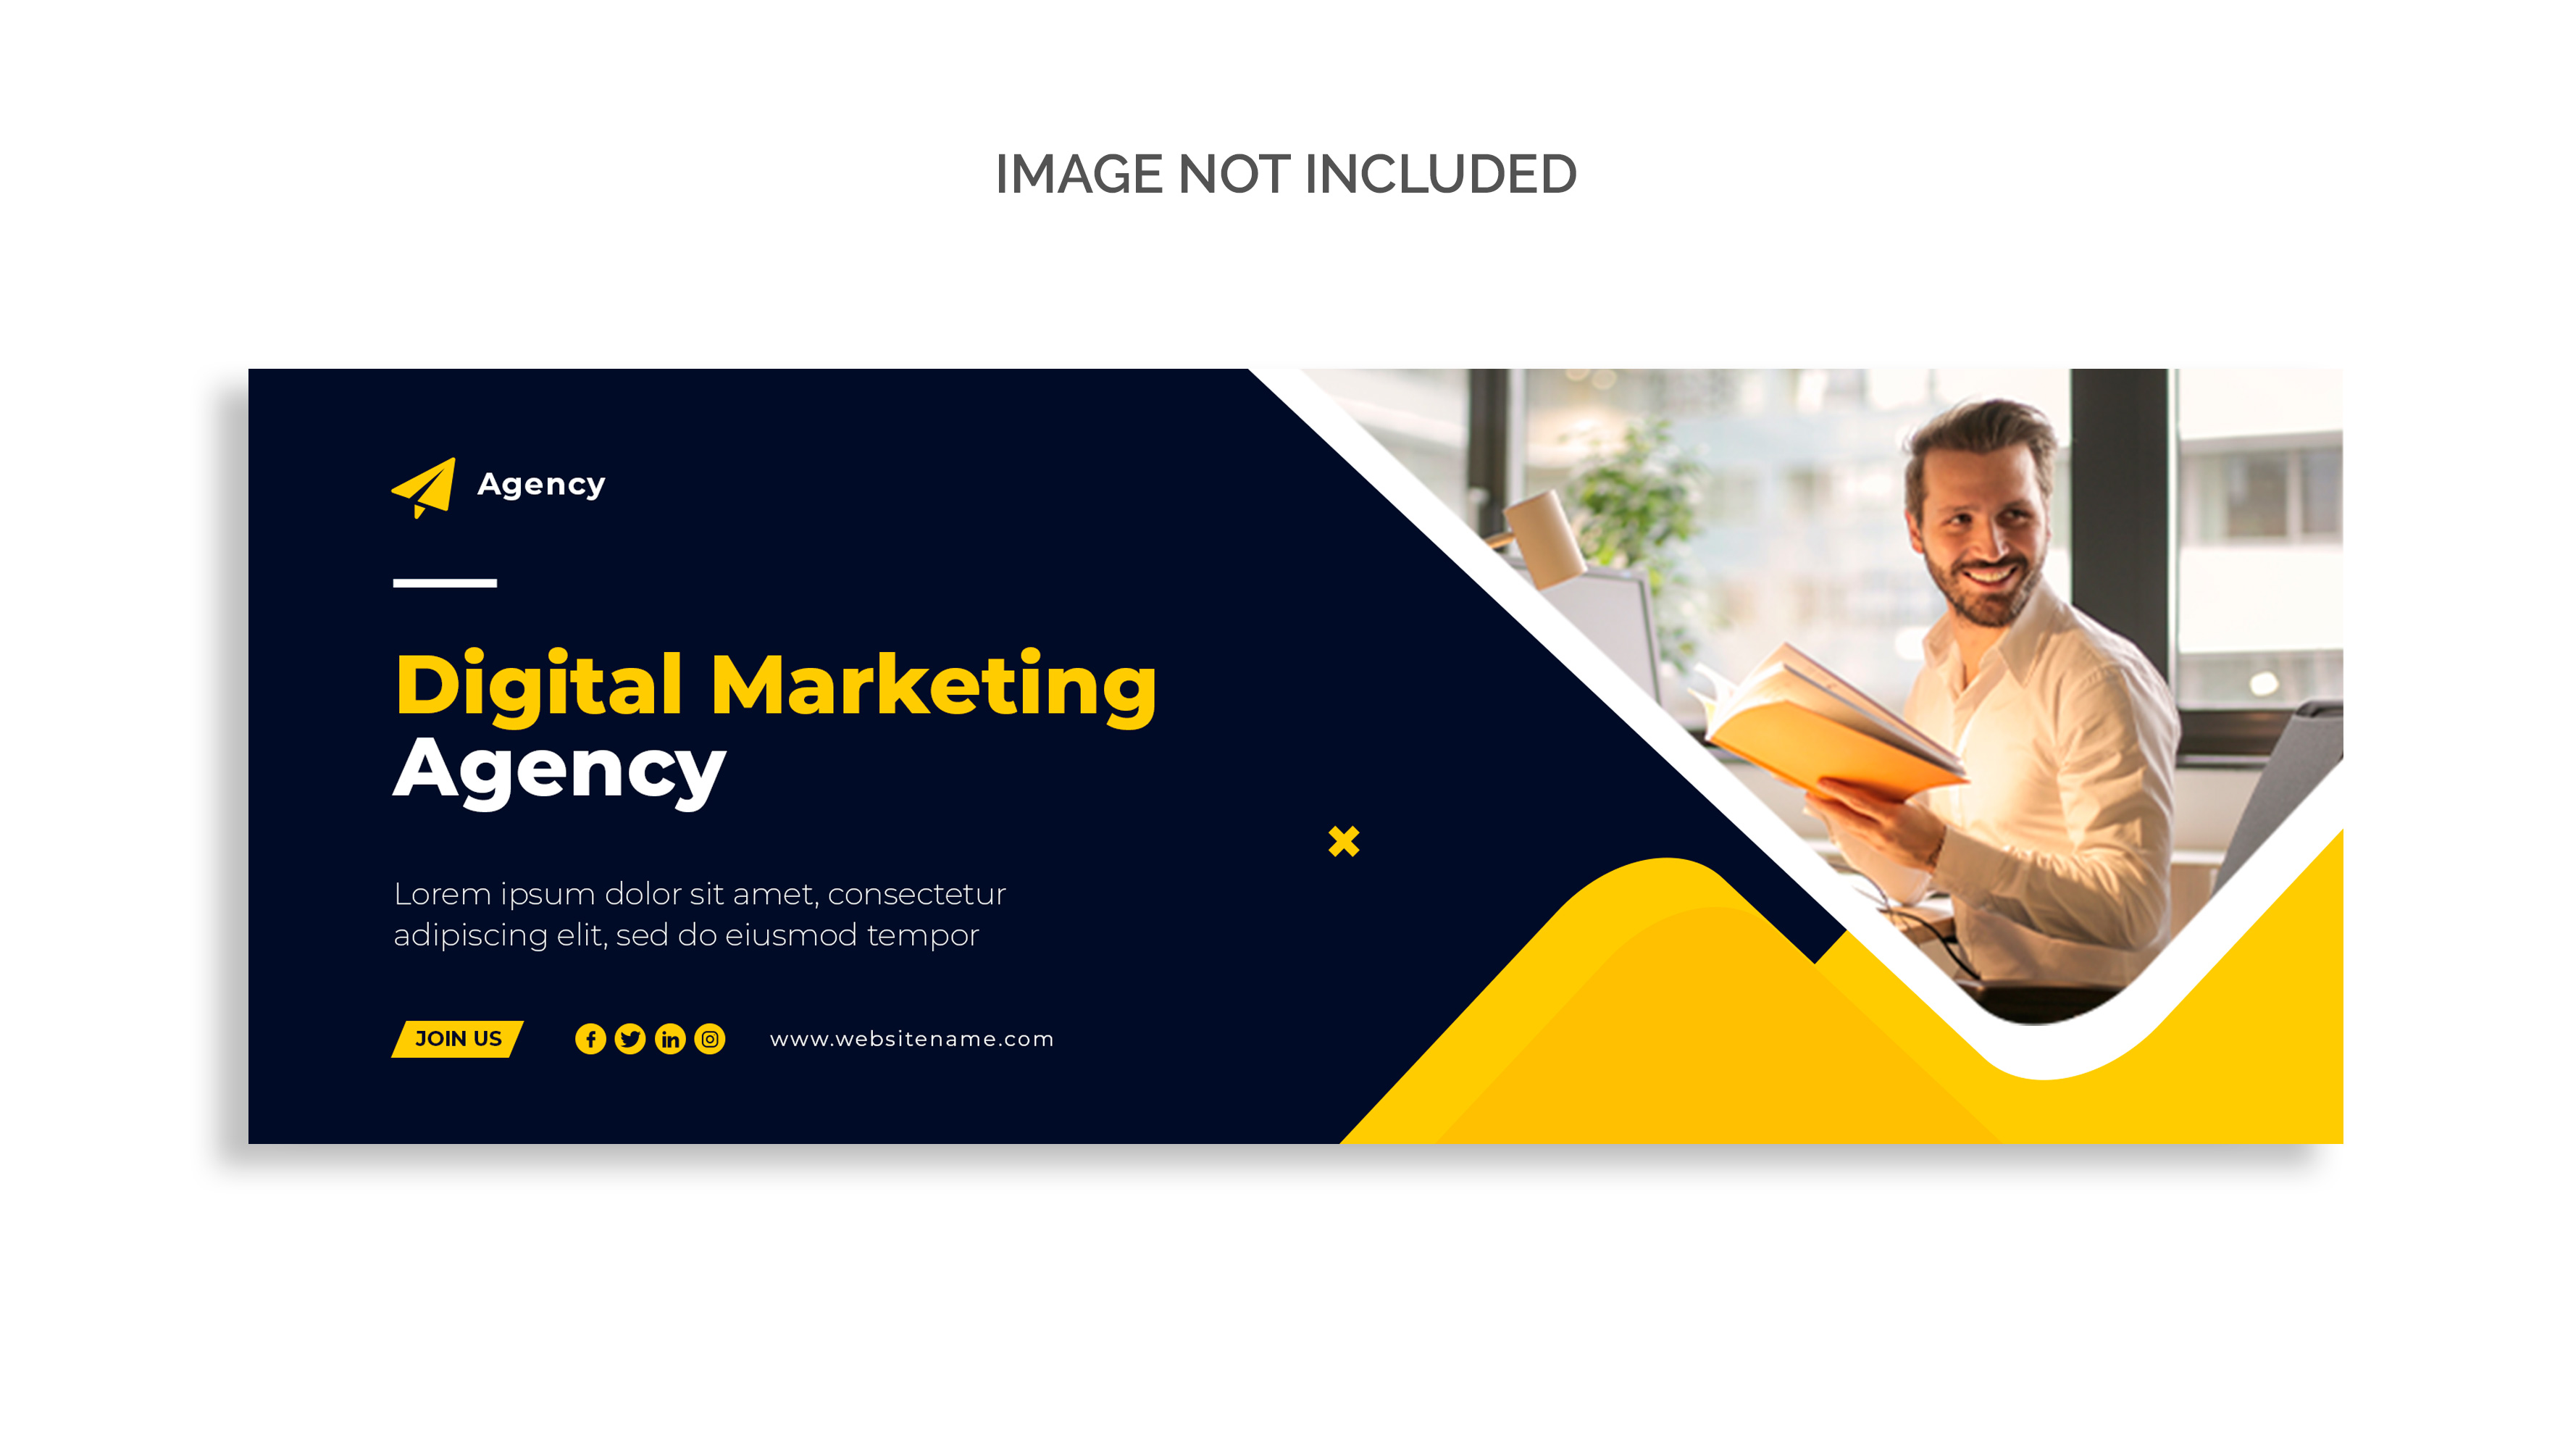 IMAGE NOT INCLUDED
Agency
Digital Marketing
Agency
Lorem ipsum dolor sit amet, consectetur
adipiscing elit, sed do eiusmod tempor
JOIN US
www.websitename.com